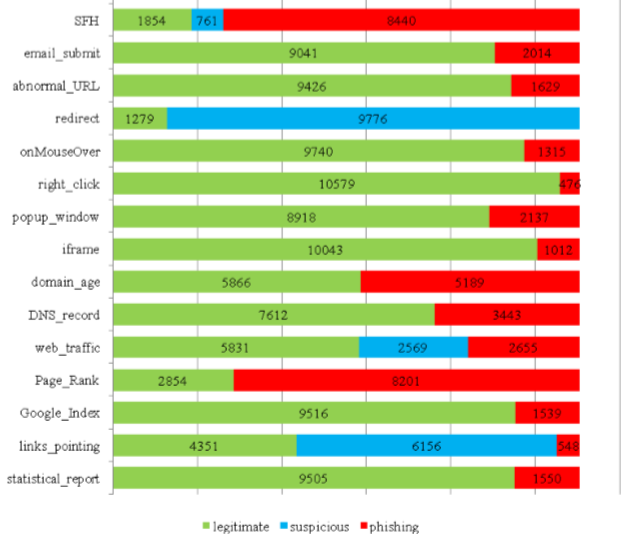 SFH 1854 761 8440
email_submit 9041 2014
abnormal_URL 9426 1629
redirect 1279 9776
onMouseOver 9740 1315
right_click 10579 476
popup_window 8918 2137
iframe 10043 1012
domain_age 5866 5189
DNS_record 7612 3443
web_traffic 5831 2569 2655
Page_Rank 2854 8201
Google_Index 9516 1539
links_pointing 4351 6156 548
statistical_report 9505 1550
legitimate suspicious phishing